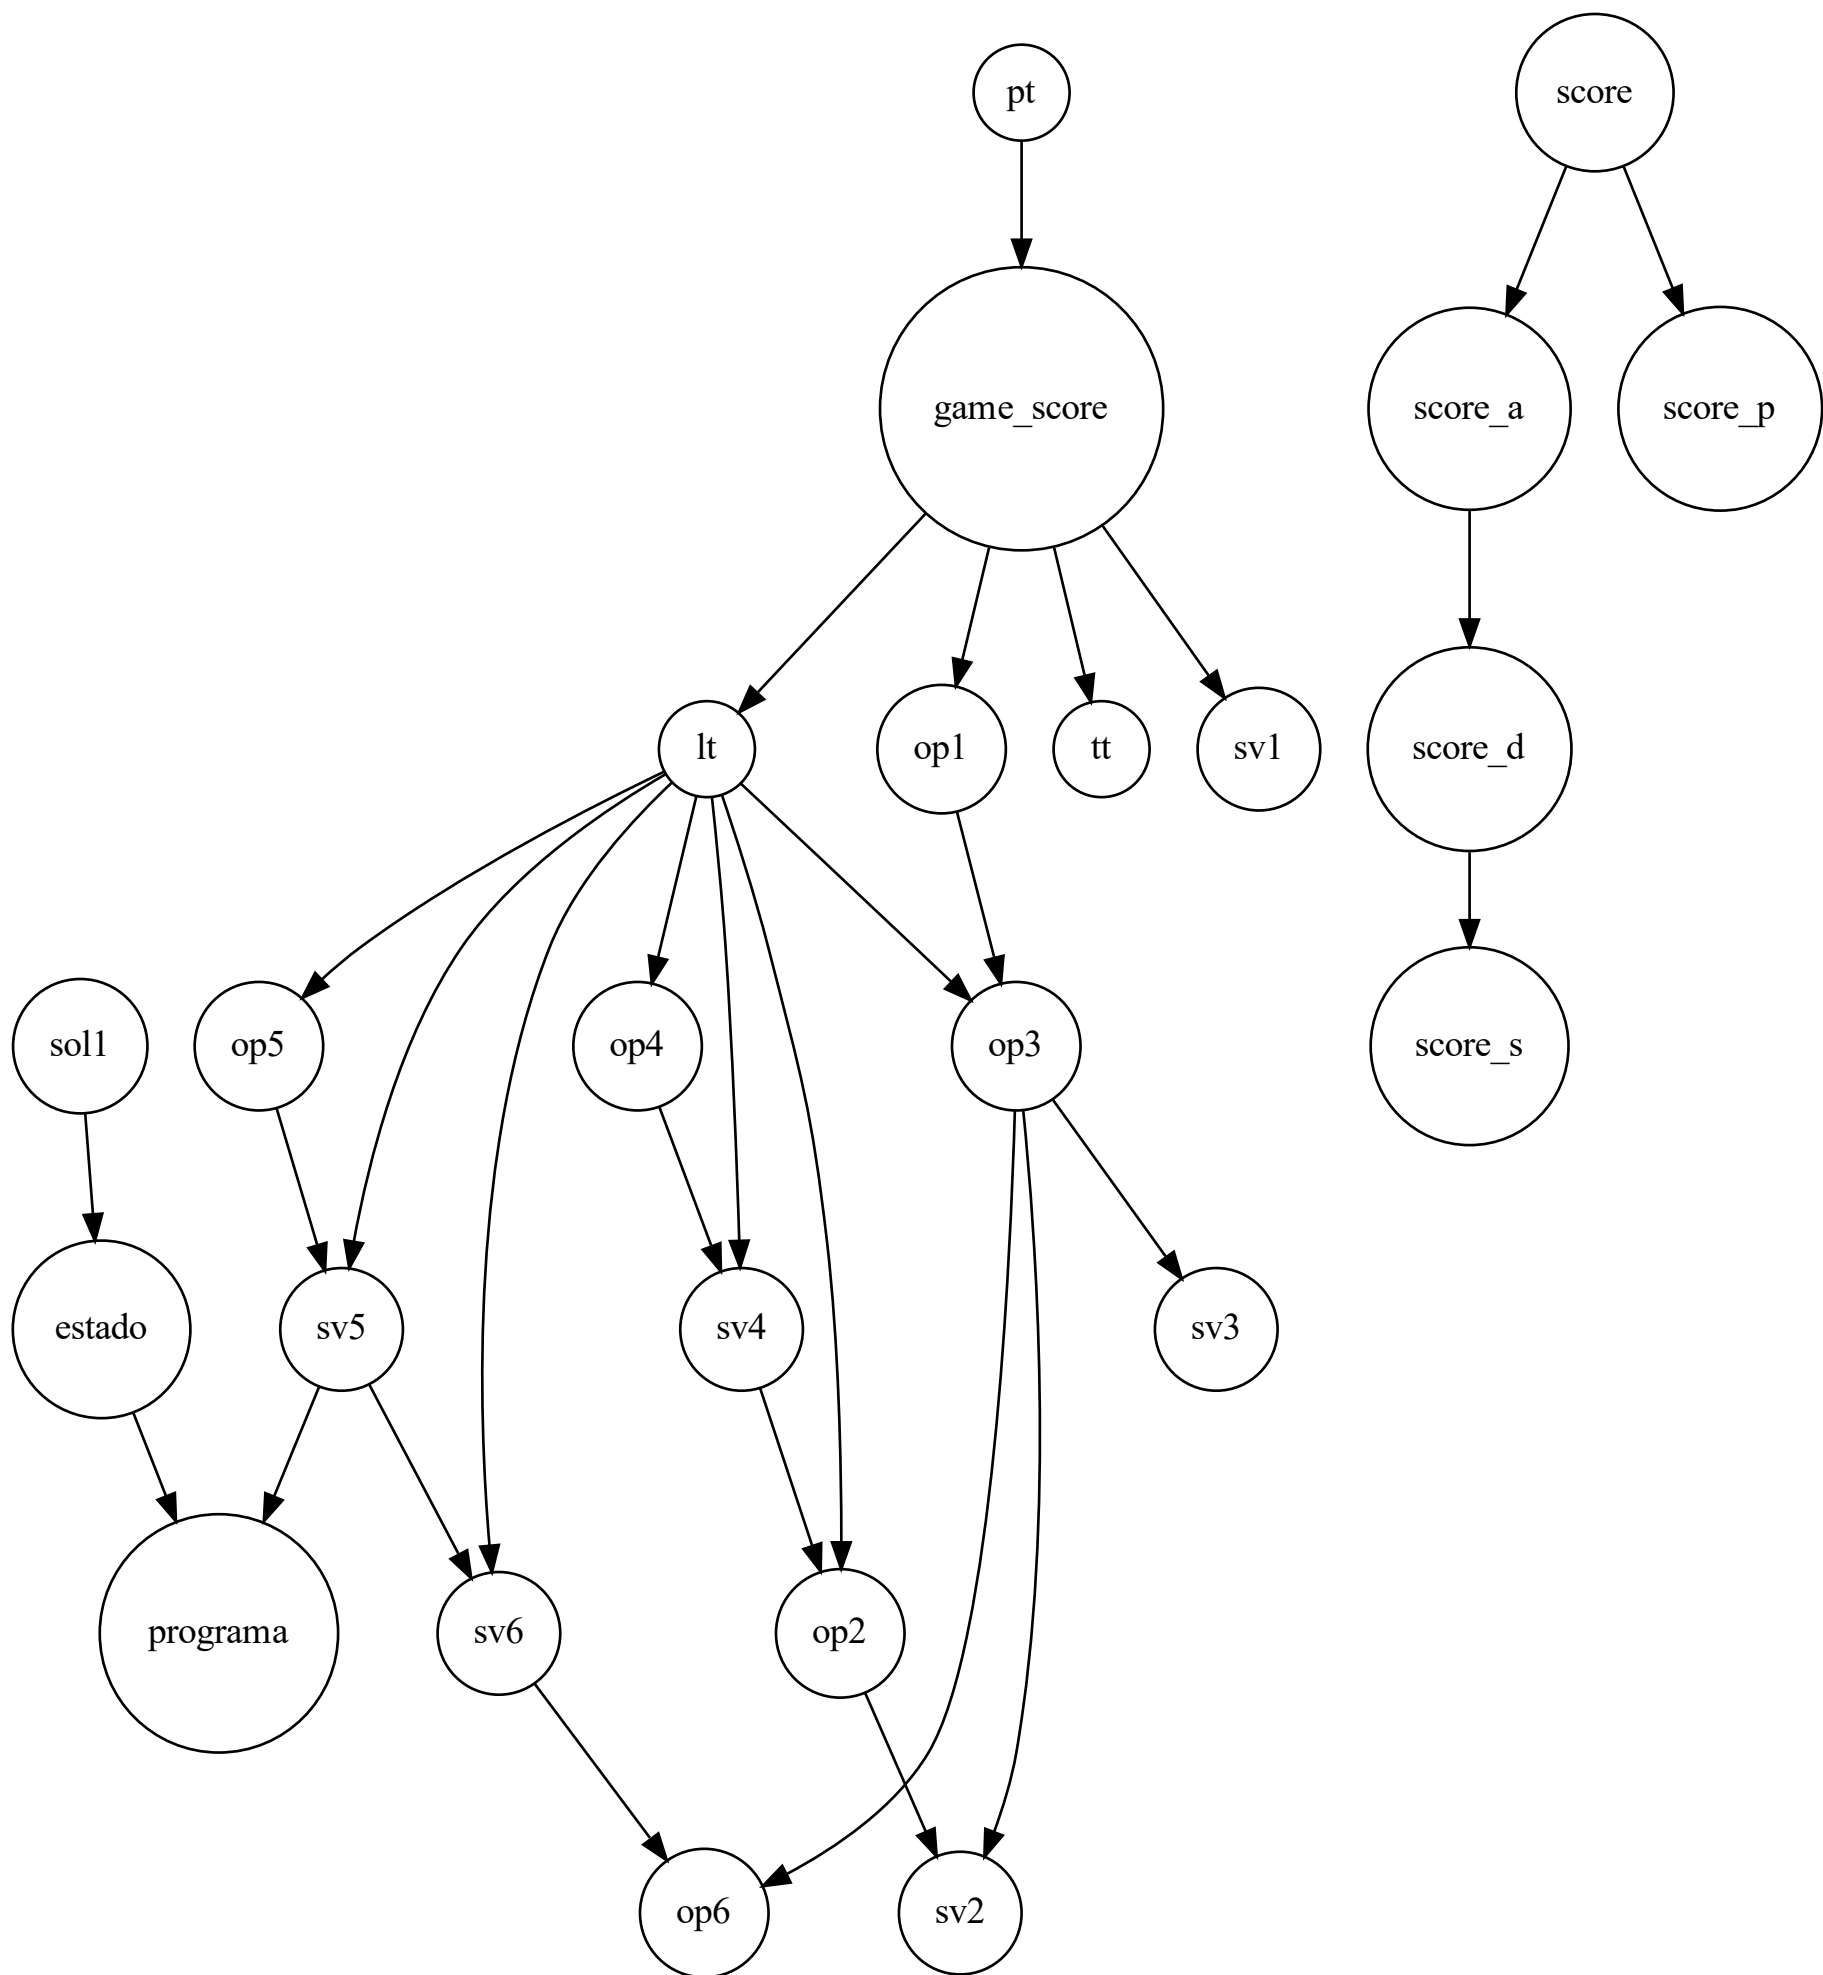 pt
score
game_score
score_a
score_p
lt
op1
tt
sv1
score_d
sol1
op5
op4
op3
score_s
estado
sv5
sv4
sv3
programa
sv6
op2
op6
sv2